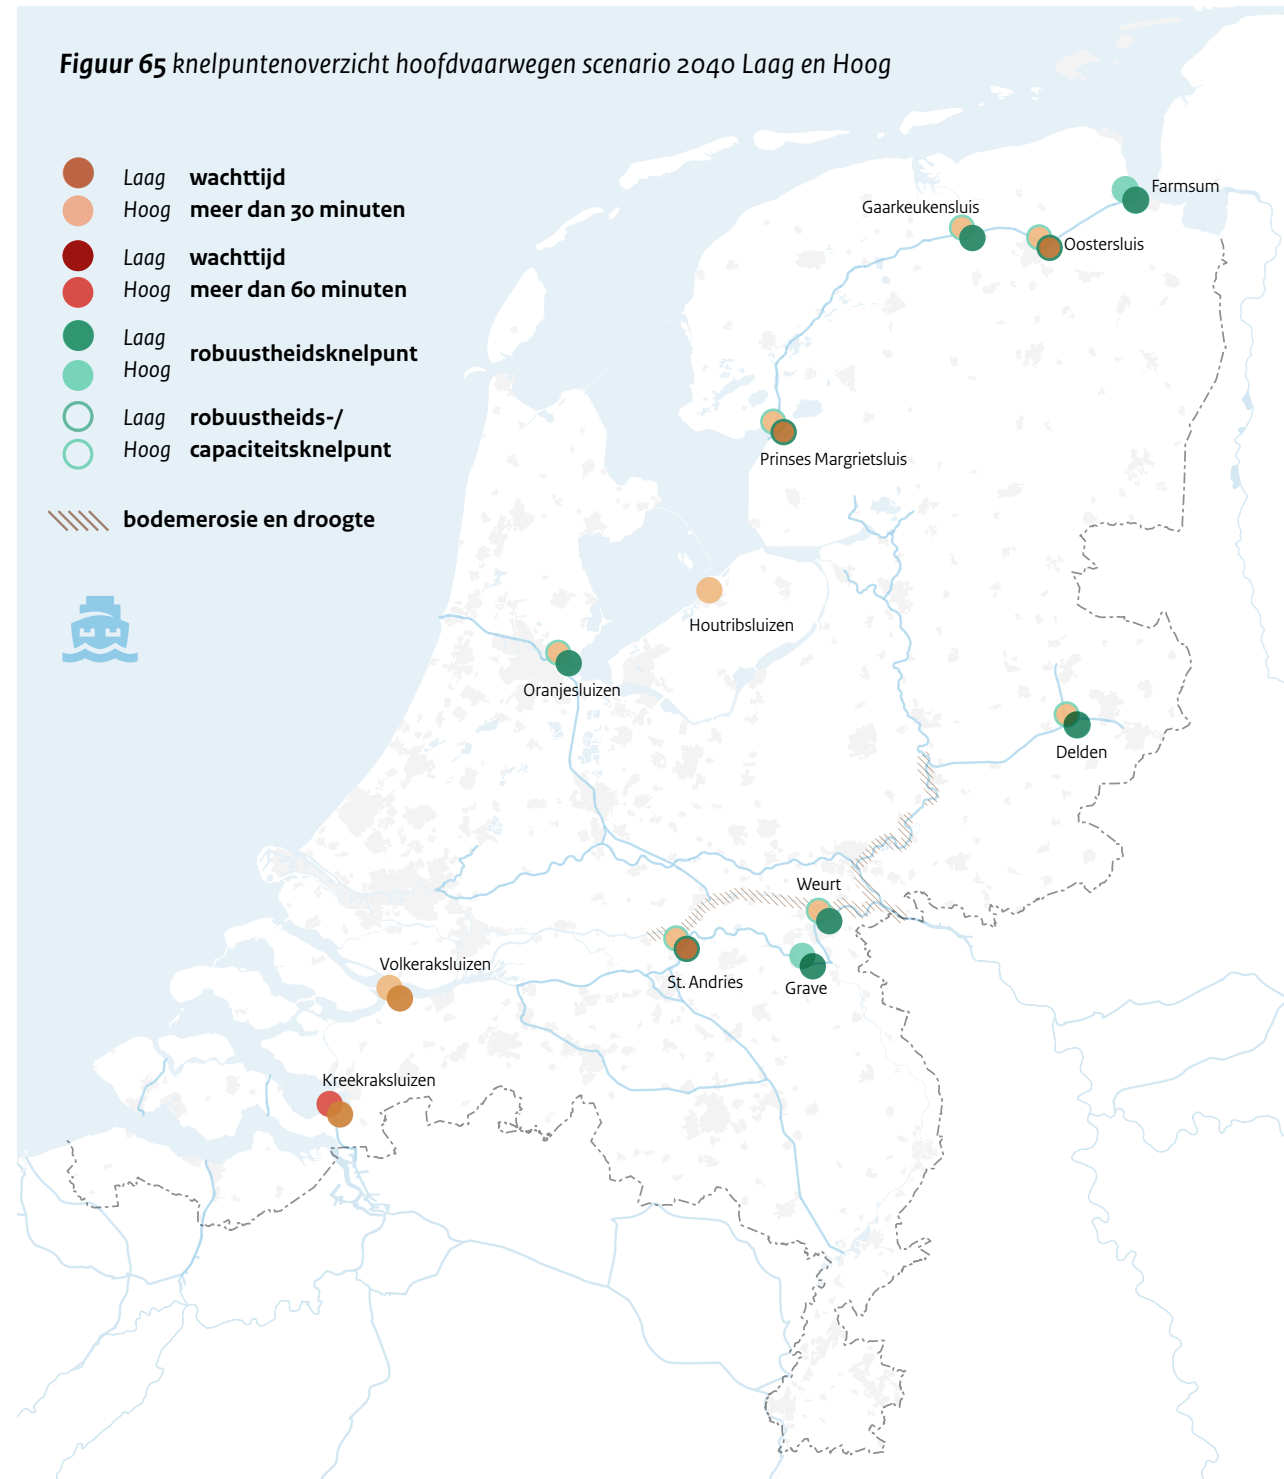 Figuur 65 knelpuntenoverzicht hoofdvaarwegen scenario 2040 Laag en Hoog
Laag wachttijd
Hoog meer dan 30 minuten
Laag wachttijd
Hoog meer dan 60 minuten
Laag
robuustheidsknelpunt
Hoog
Laag robuustheids-/
Hoog capaciteitsknelpunt
bodemerosie en droogte
Farmsum
Gaarkeukensluis
Oostersluis
Prinses Margrietsluis
Houtribsluizen
Oranjesluizen
Delden
Weurt
Volkeraksluizen
St. Andries
Grave
Kreekraksluizen